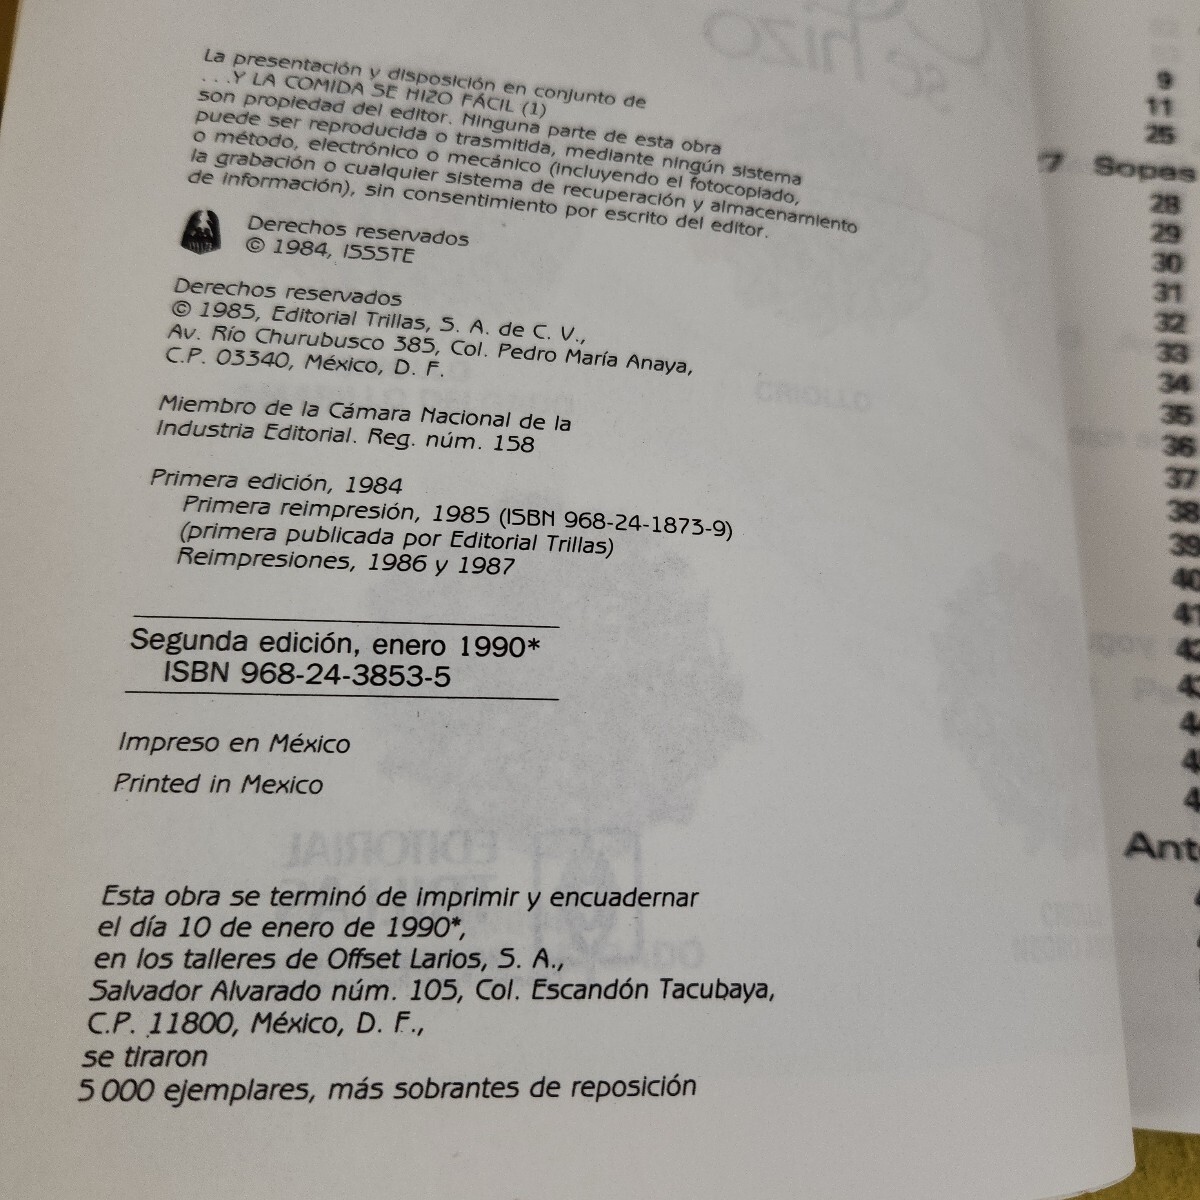 La presentación y disposición en conjunto de
...Y LA COMIDA SE HIZO FÁCIL (1)
son propiedad del editor. Ninguna parte de esta obra
puede ser reproducida o trasmitida, mediante ningún sistema
o método, electrónico o mecánico (incluyendo el fotocopiado,
la grabación o cualquier sistema de recuperación y almacenamiento
de información), sin consentimiento por escrito del editor.
Derechos reservados
© 1984, ISSSTE
Derechos reservados
© 1985, Editorial Trillas, S. A. de C. V.,
Av. Río Churubusco 385, Col. Pedro María Anaya,
C.P. 03340, México, D. F.
Miembro de la Cámara Nacional de la
Industria Editorial. Reg. núm. 158
Primera edición, 1984
Primera reimpresión, 1985 (ISBN 968-24-1873-9)
(primera publicada por Editorial Trillas)
Reimpresiones, 1986 y 1987
Segunda edición, enero 1990*
ISBN 968-24-3853-5
Impreso en México
Printed in Mexico
Esta obra se terminó de imprimir y encuadernar
el día 10 de enero de 1990*,
en los talleres de Offset Larios, S. A.,
Salvador Alvarado núm. 105, Col. Escandón Tacubaya,
C.P. 11800, México, D. F.,
se tiraron
5 000 ejemplares, más sobrantes de reposición
9
11
25
27 Sopas
28
29
30
31
32
33
34
35
36
37
38
39
40
41
42
43